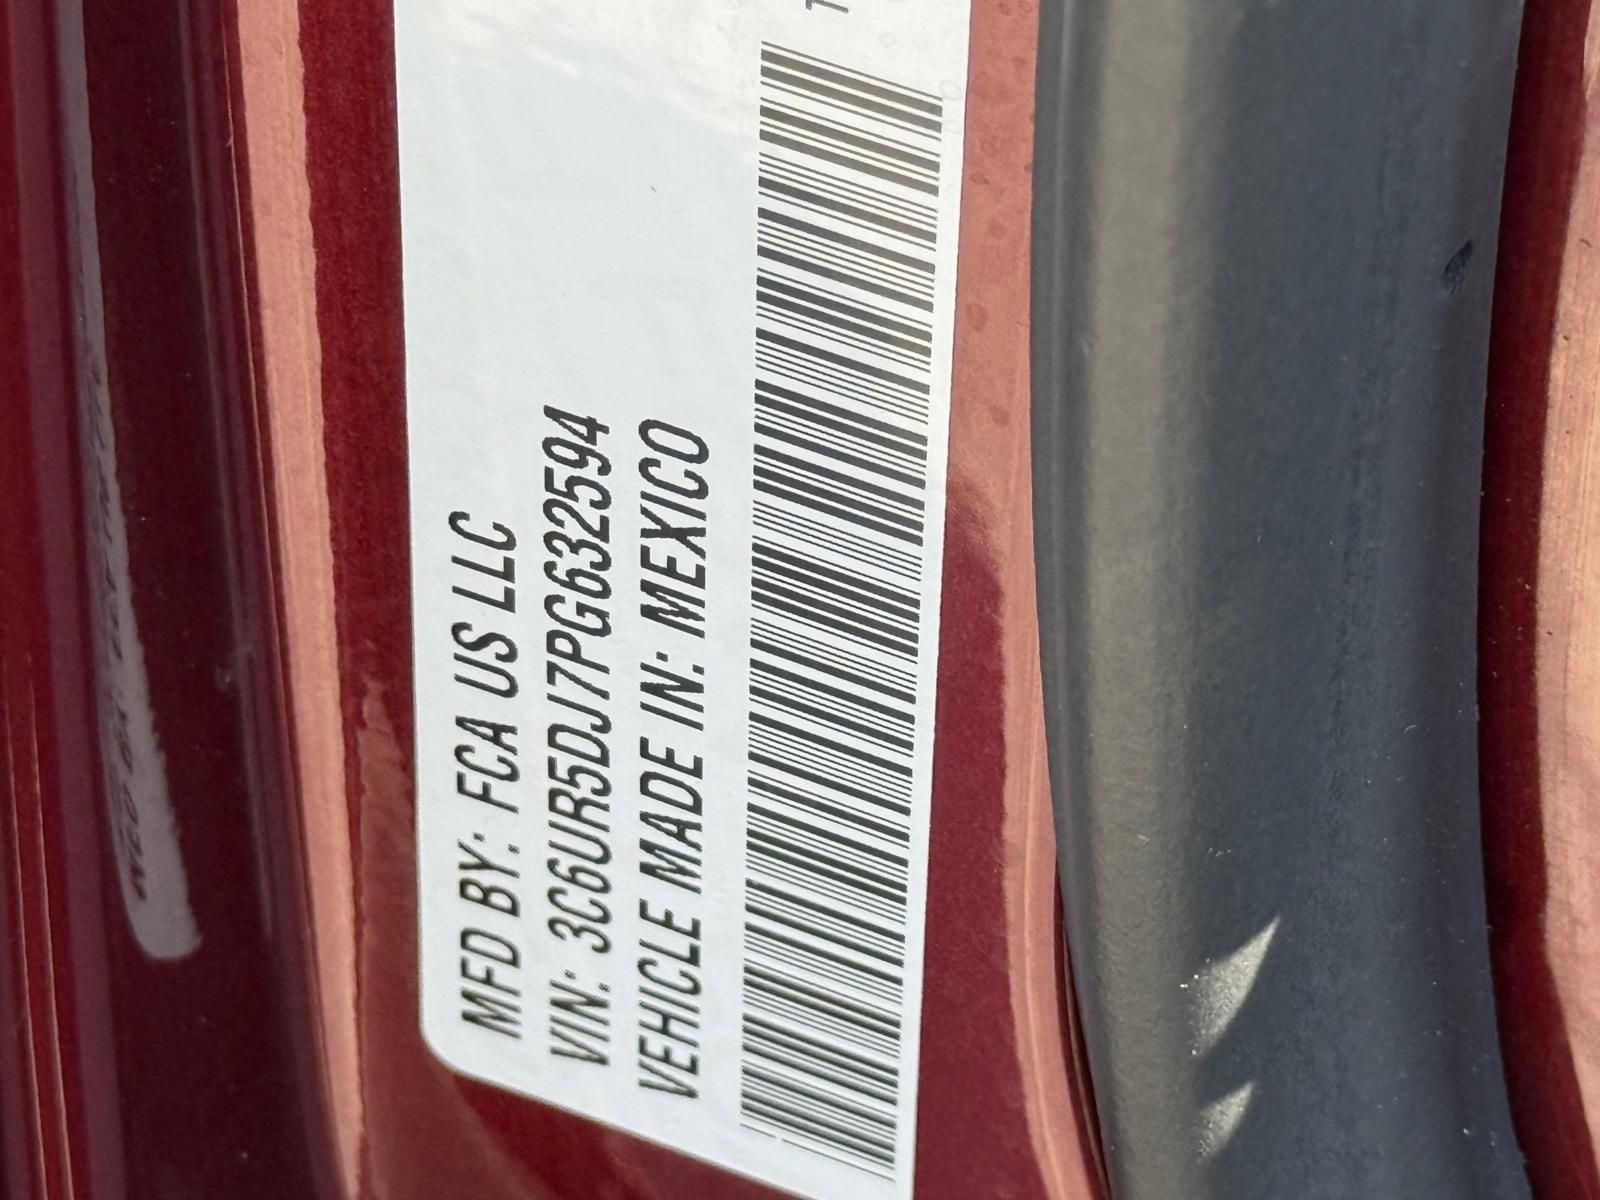 MFD BY: FCA US LLC
VIN: 3C6UR5DJ7PG632594
VEHICLE MADE IN: MEXICO